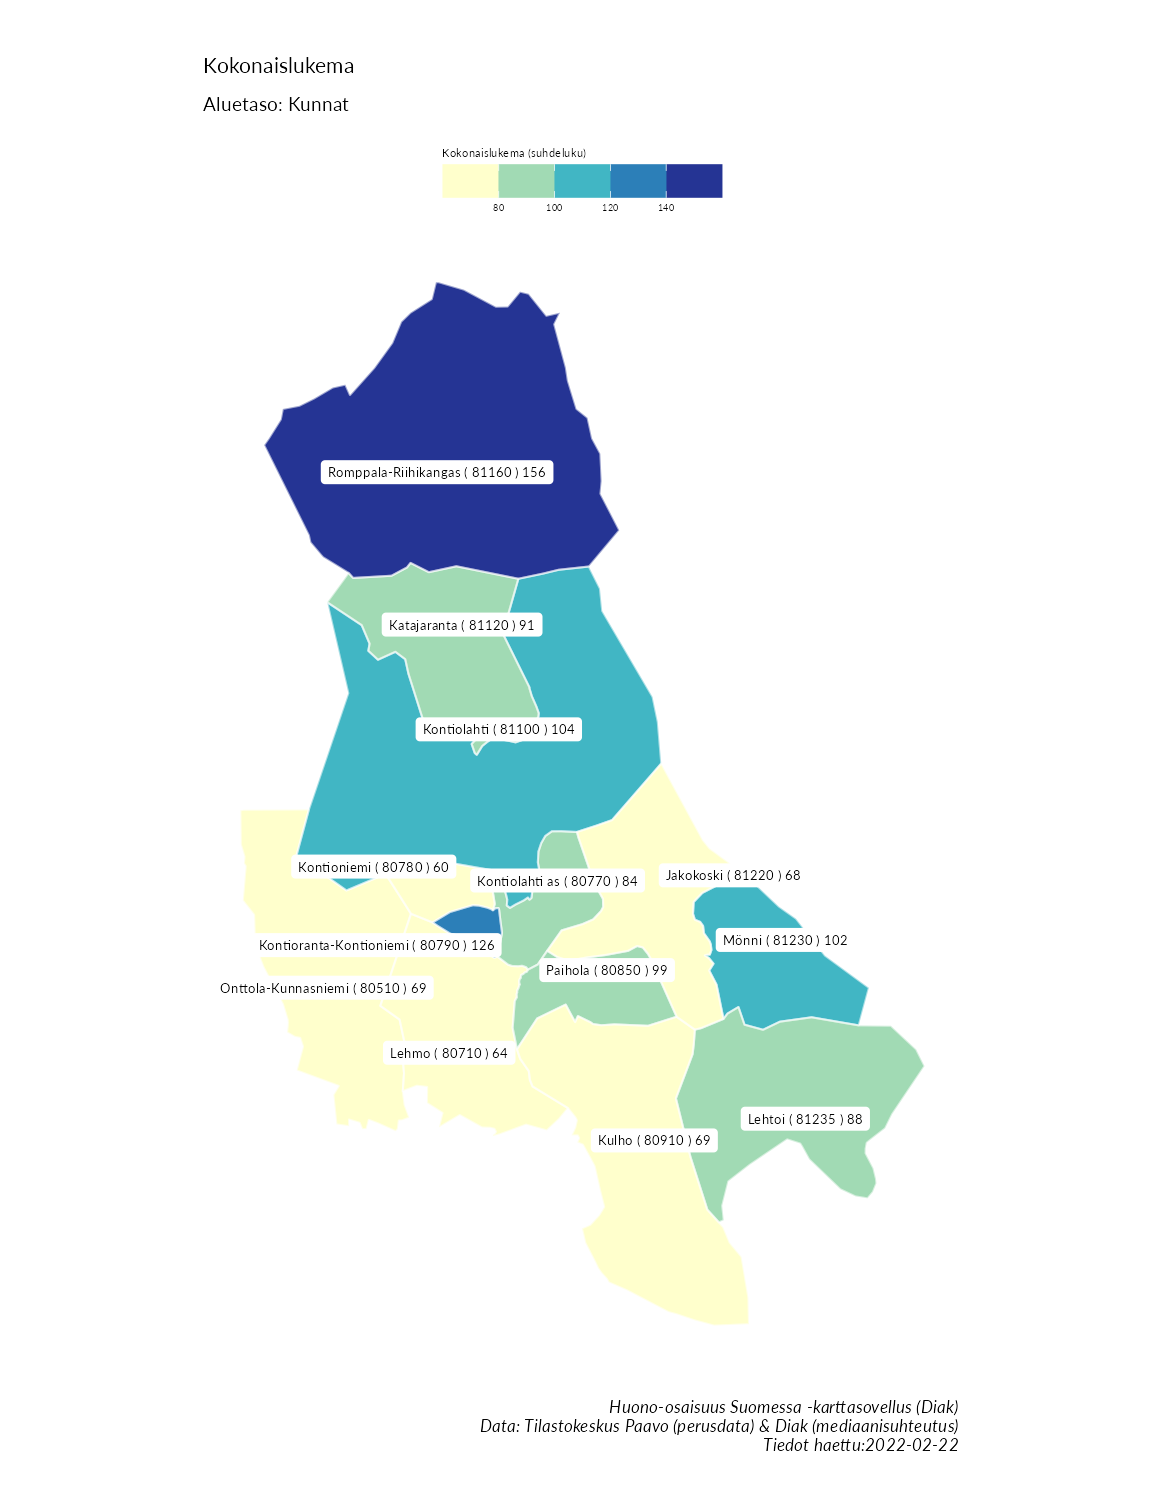 Kokonaislukema
Aluetaso: Kunnat
Kokonaislukema (suhdeluku)
80 100 120 140
Romppala-Riihikangas ( 81160 ) 156
Katajaranta ( 81120 ) 91
Kontiolahti ( 81100 ) 104
Kontioniemi ( 80780 ) 60
Jakokoski ( 81220 ) 68
Kontiolahti as ( 80770 ) 84
Mönni ( 81230 ) 102
Kontioranta-Kontioniemi ( 80790 ) 126
Paihola ( 80850 ) 99
Onttola-Kunnasniemi ( 80510 ) 69
Lehmo ( 80710 ) 64
Lehtoi ( 81235 ) 88
Kulho ( 80910 ) 69
Huono-osaisuus Suomessa -karttasovellus (Diak)
Data: Tilastokeskus Paavo (perusdata) & Diak (mediaanisuhteutus)
Tiedot haettu:2022-02-22